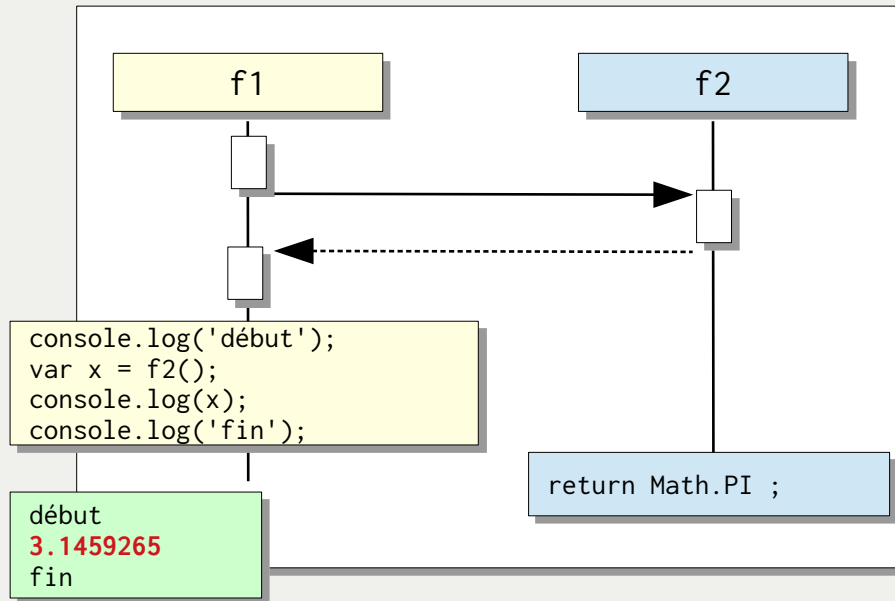 f1
f2
console.log('début');
var x = f2();
console.log(x);
console.log('fin');
return Math.PI ;
début
3.1459265
fin